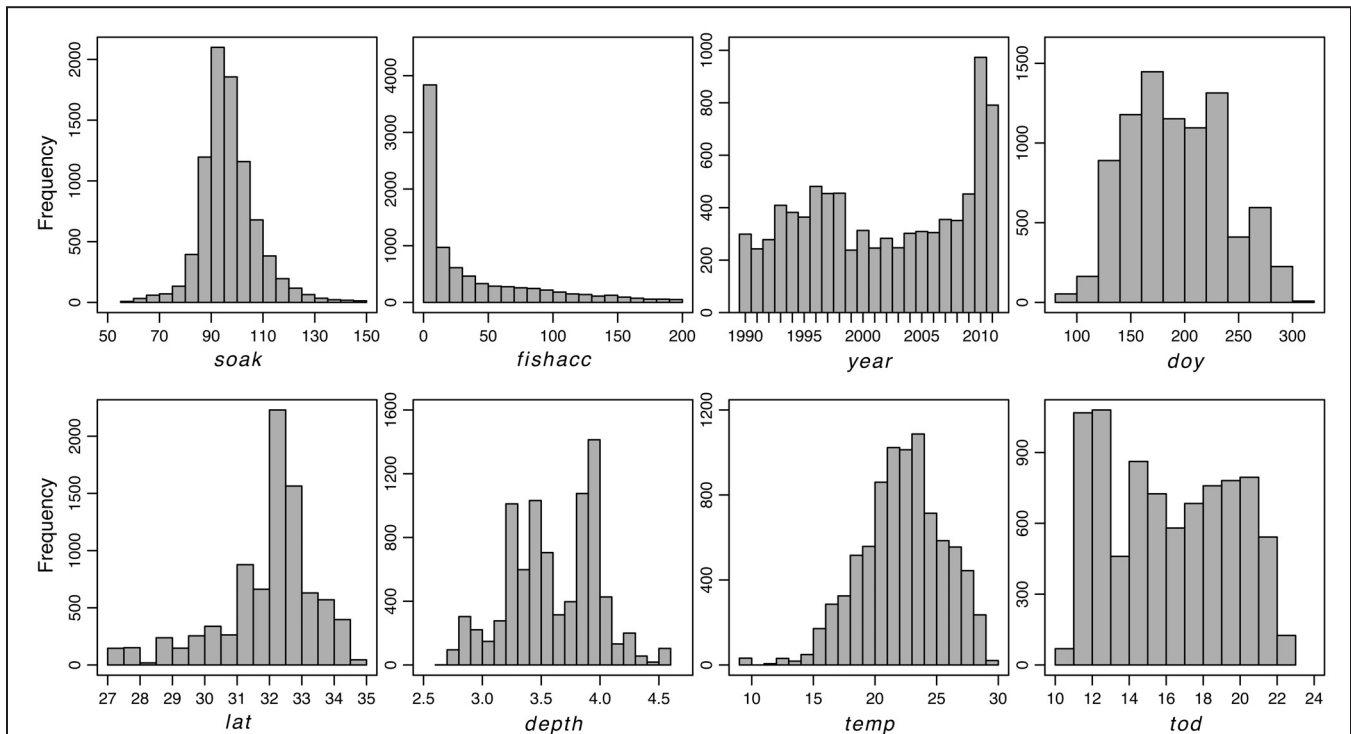 Frequency
0 500 1000 1500 2000
50 70 90 110 130 150
soak
0 1000 2000 3000 4000
0 50 100 150 200
fishacc
0 200 400 600 800 1000
1990 1995 2000 2005 2010
year
0 500 1000 1500
100 150 200 250 300
doy
Frequency
0 500 1000 1500 2000
27 28 29 30 31 32 33 34 35
lat
0 400 800 1200 1600
2.5 3.0 3.5 4.0 4.5
depth
0 400 800 1200
10 15 20 25 30
temp
0 300 600 900
10 12 14 16 18 20 22 24
tod